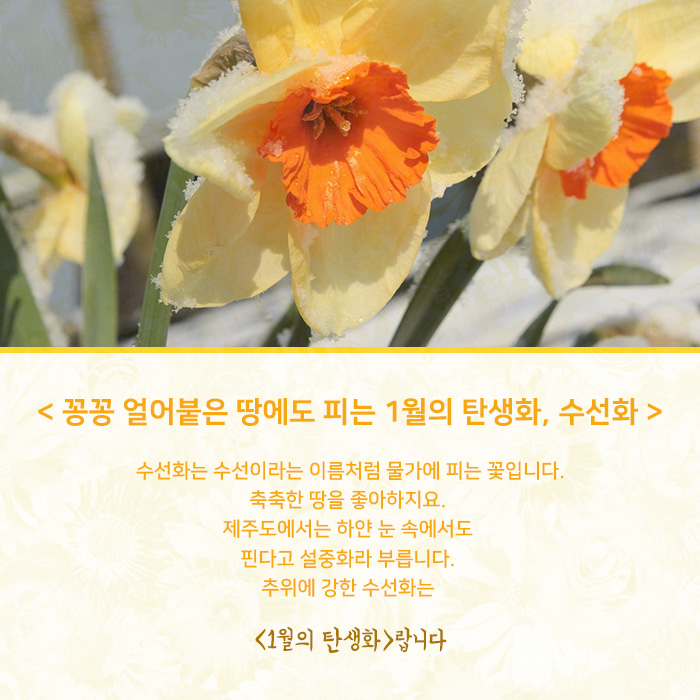 < 꽁꽁 얼어붙은 땅에도 피는 1월의 탄생화, 수선화 >
수선화는 수선이라는 이름처럼 물가에 피는 꽃입니다.
축축한 땅을 좋아하지요.
제주도에서는 하얀 눈 속에서도
핀다고 설중화라 부릅니다.
추위에 강한 수선화는
<1월의 탄생화>랍니다